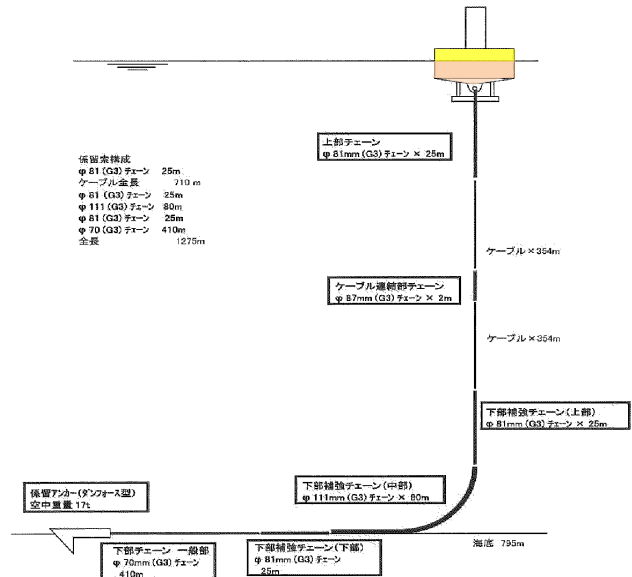 上部チェーン
φ 81mm (G3) チェーン × 25m
係留索構成
φ 81 (G3) チェーン 25m
ケーブル全長 710 m
φ 81 (G3) チェーン 25m
φ 111 (G3) チェーン 80m
φ 81 (G3) チェーン 25m
φ 70 (G3) チェーン 410m
全長 1275m
ケーブル×354m
ケーブル連結部チェーン
φ 87mm (G3) チェーン × 2m
ケーブル×354m
下部補強チェーン(上部)
φ 81mm (G3) チェーン × 25m
下部補強チェーン(中部)
φ 111mm (G3) チェーン × 80m
係留アンカー(ダンフォース型)
空中重量 17t
海底 795m
下部チェーン 一般部
φ 70mm (G3) チェーン
410m
下部補強チェーン(下部)
φ 81mm (G3) チェーン
25m